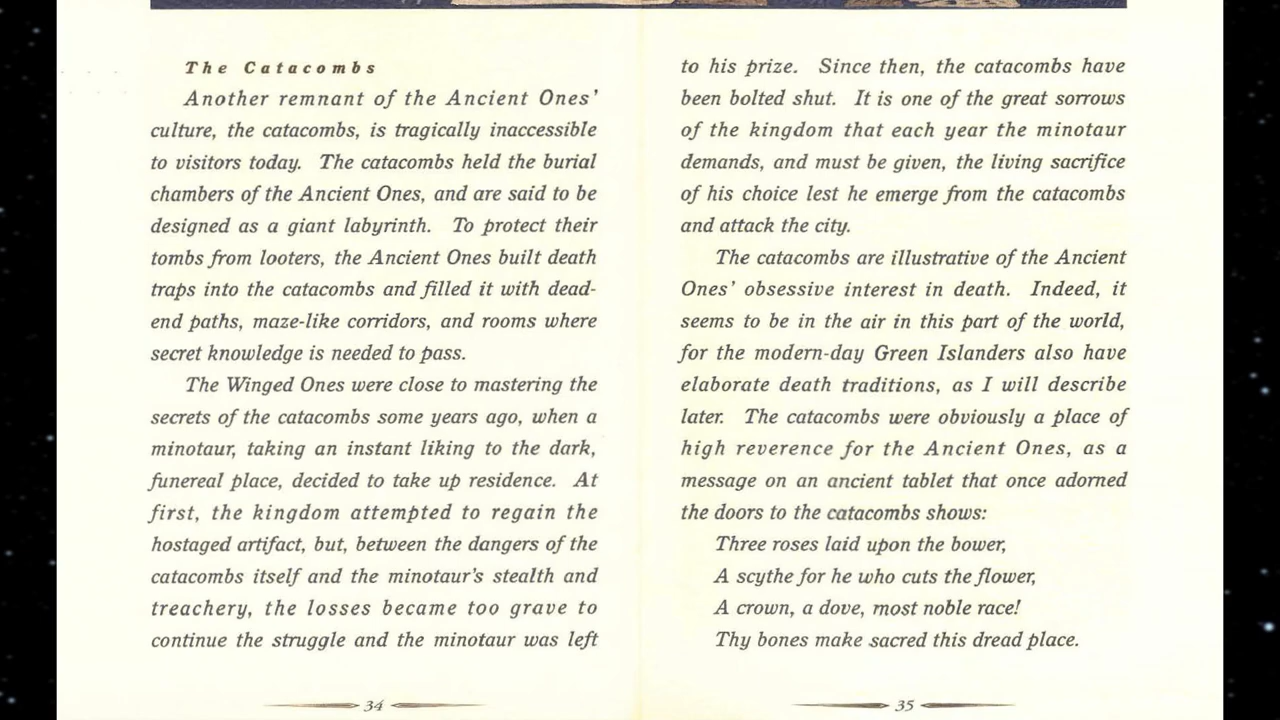 The Catacombs
Another remnant of the Ancient Ones'
culture, the catacombs, is tragically inaccessible
to visitors today. The catacombs held the burial
chambers of the Ancient Ones, and are said to be
designed as a giant labyrinth. To protect their
tombs from looters, the Ancient Ones built death
traps into the catacombs and filled it with dead-
end paths, maze-like corridors, and rooms where
secret knowledge is needed to pass.
The Winged Ones were close to mastering the
secrets of the catacombs some years ago, when a
minotaur, taking an instant liking to the dark,
funereal place, decided to take up residence. At
first, the kingdom attempted to regain the
hostaged artifact, but, between the dangers of the
catacombs itself and the minotaur's stealth and
treachery, the losses became too grave to
continue the struggle and the minotaur was left
34
to his prize. Since then, the catacombs have
been bolted shut. It is one of the great sorrows
of the kingdom that each year the minotaur
demands, and must be given, the living sacrifice
of his choice lest he emerge from the catacombs
and attack the city.
The catacombs are illustrative of the Ancient
Ones' obsessive interest in death. Indeed, it
seems to be in the air in this part of the world,
for the modern-day Green Islanders also have
elaborate death traditions, as I will describe
later. The catacombs were obviously a place of
high reverence for the Ancient Ones, as a
message on an ancient tablet that once adorned
the doors to the catacombs shows:
Three roses laid upon the bower,
A scythe for he who cuts the flower,
A crown, a dove, most noble race!
Thy bones make sacred this dread place.
35